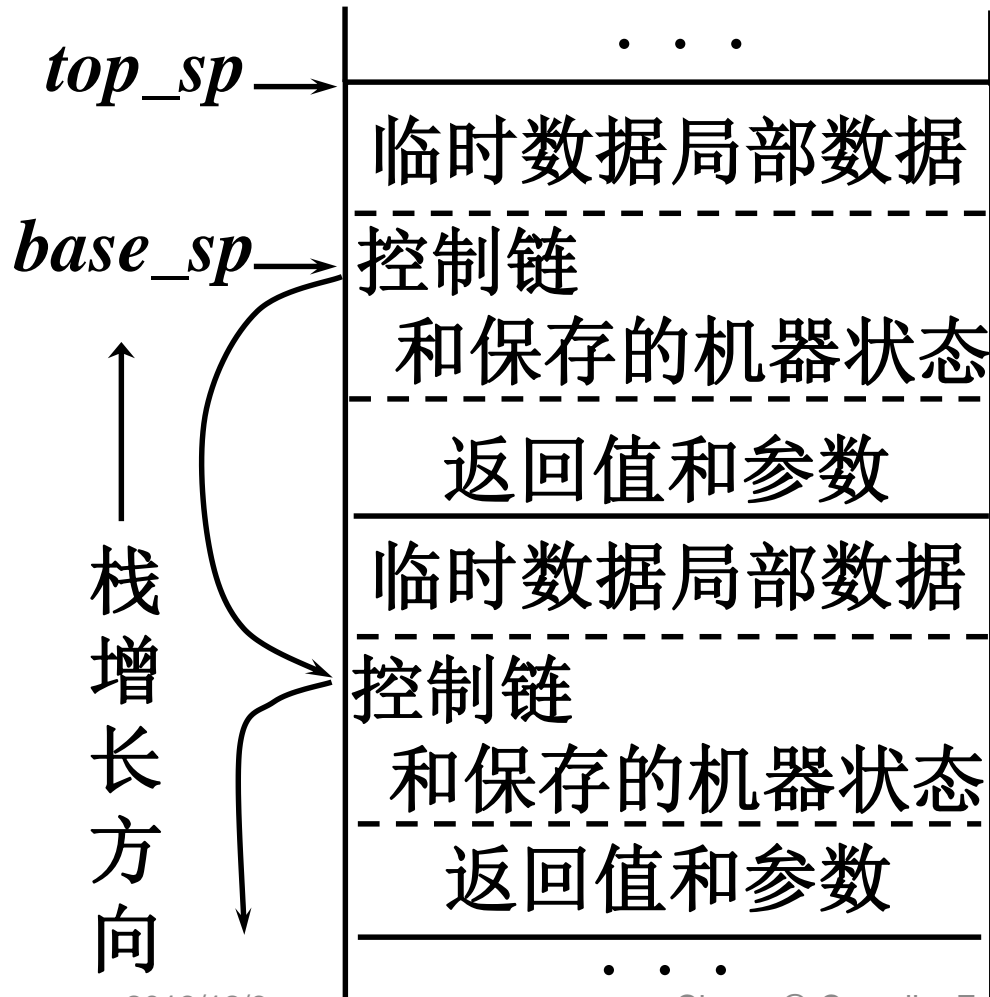 . . .
top_sp
临时数据局部数据
base_sp
控制链
和保存的机器状态
返回值和参数
栈增长方向
临时数据局部数据
控制链
和保存的机器状态
返回值和参数
. . .